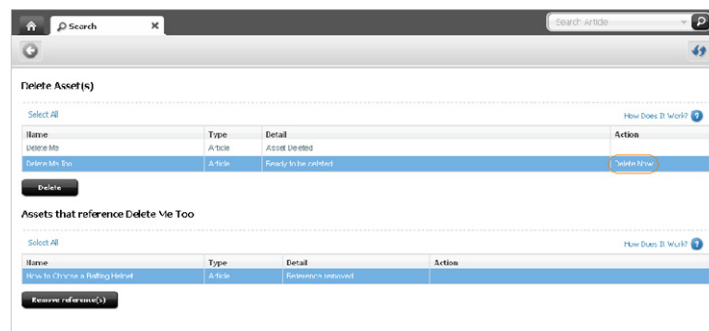 Search
Search Article
Delete Asset(s)
Select All How Does It Work?
Name Type Detail Action
Delete Me Article Asset Deleted
Delete Me Too Article Ready to be deleted Delete Now
Delete
Assets that reference Delete Me Too
Select All How Does It Work?
Name Type Detail Action
How to Choose a Rafting Helmet Article Reference removed
Remove reference(s)